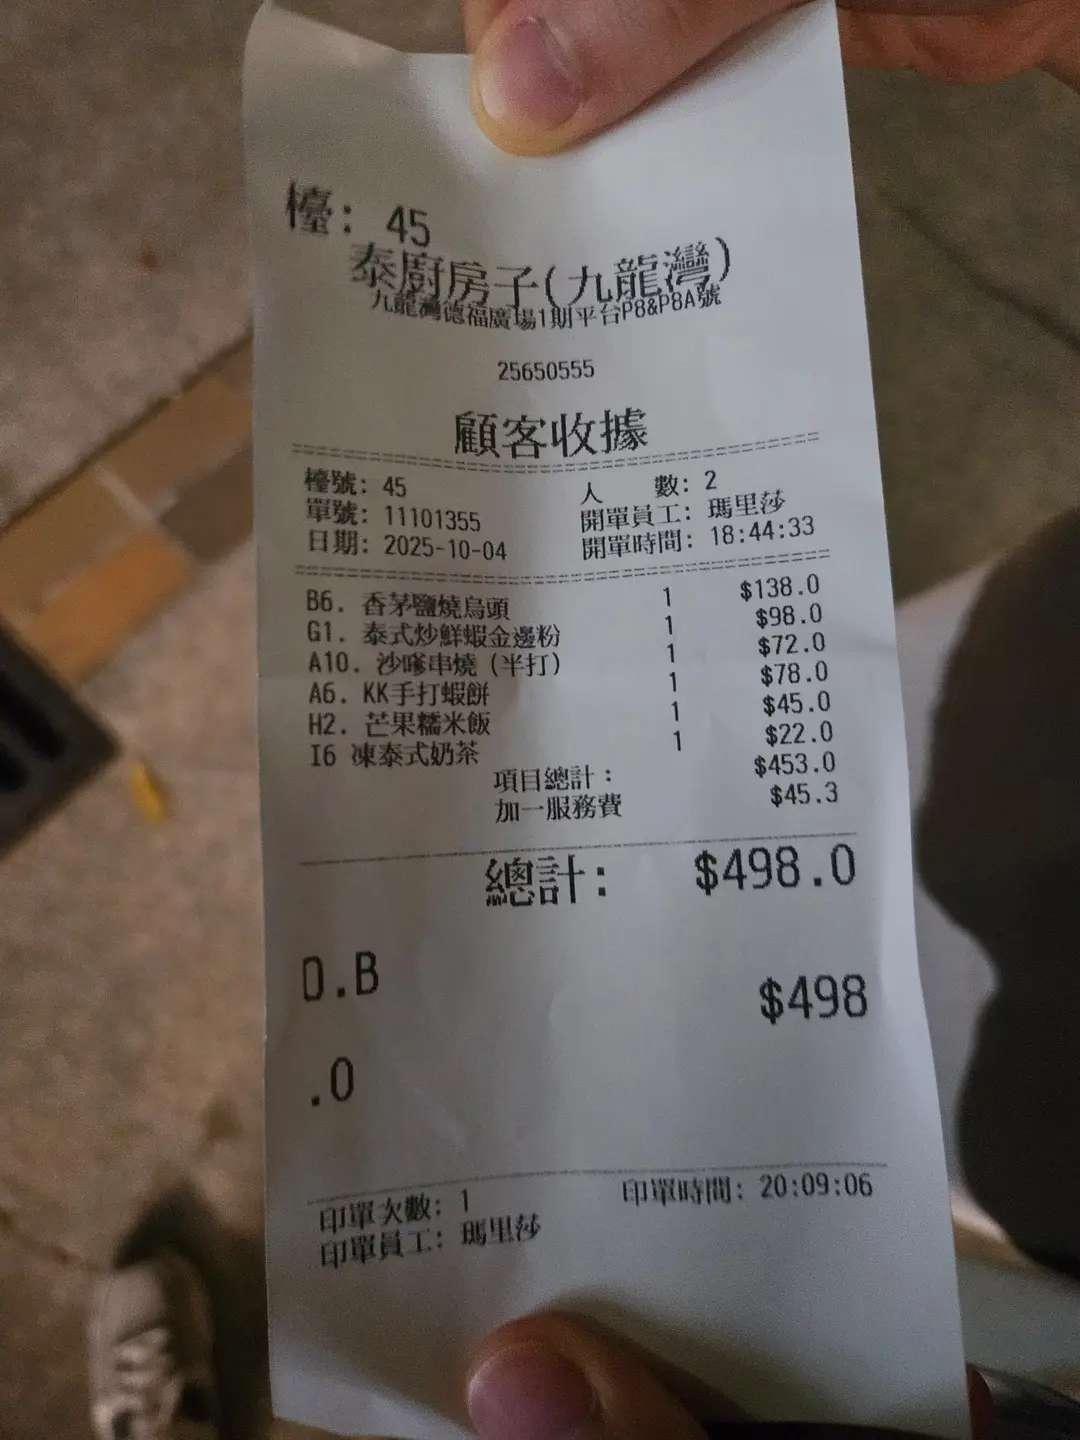 檯: 45
泰廚房子(九龍灣)
九龍灣德福廣場1期平台P8&P8A號
25650555
顧客收據
檯號: 45 人 數: 2
單號: 11101355 開單員工: 瑪里莎
日期: 2025-10-04 開單時間: 18:44:33
B6. 香茅鹽燒烏頭 1 $138.0
G1. 泰式炒鮮蝦金邊粉 1 $98.0
A10. 沙嗲串燒 (半打) 1 $72.0
A6. KK手打蝦餅 1 $78.0
H2. 芒果糯米飯 1 $45.0
I6 凍泰式奶茶 1 $22.0
項目總計: $453.0
加一服務費 $45.3
總計: $498.0
O.B $498
.0
印單次數: 1 印單時間: 20:09:06
印單員工: 瑪里莎